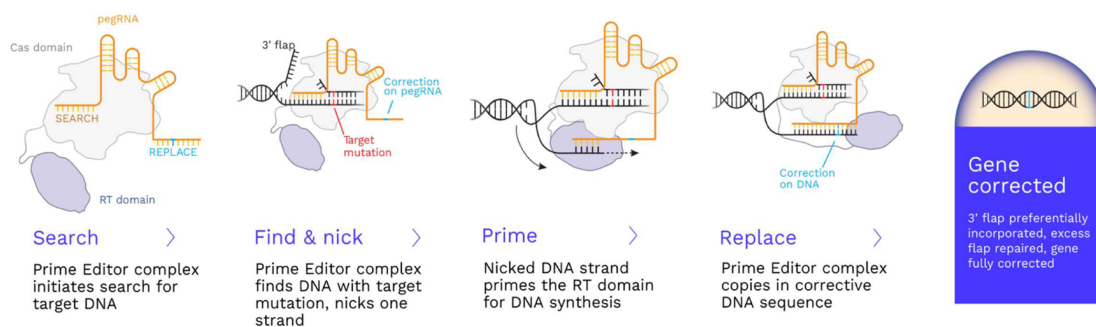 pegRNA
Cas domain
SEARCH
REPLACE
RT domain
Search
Prime Editor complex
initiates search for
target DNA
3' flap
Correction
on pegRNA
Target
mutation
Find & nick
Prime Editor complex
finds DNA with target
mutation, nicks one
strand
Prime
Nicked DNA strand
primes the RT domain
for DNA synthesis
Correction
on DNA
Replace
Prime Editor complex
copies in corrective
DNA sequence
Gene
corrected
3' flap preferentially
incorporated, excess
flap repaired, gene
fully corrected